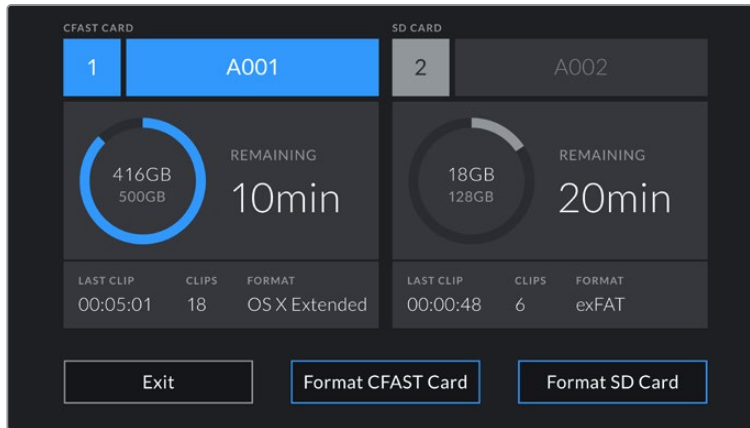 CFAST CARD
1
A001
416GB
500GB
REMAINING
10min
LAST CLIP CLIPS FORMAT
00:05:01 18 OS X Extended
SD CARD
2
A002
18GB
128GB
REMAINING
20min
LAST CLIP CLIPS FORMAT
00:00:48 6 exFAT
Exit
Format CFAST Card
Format SD Card